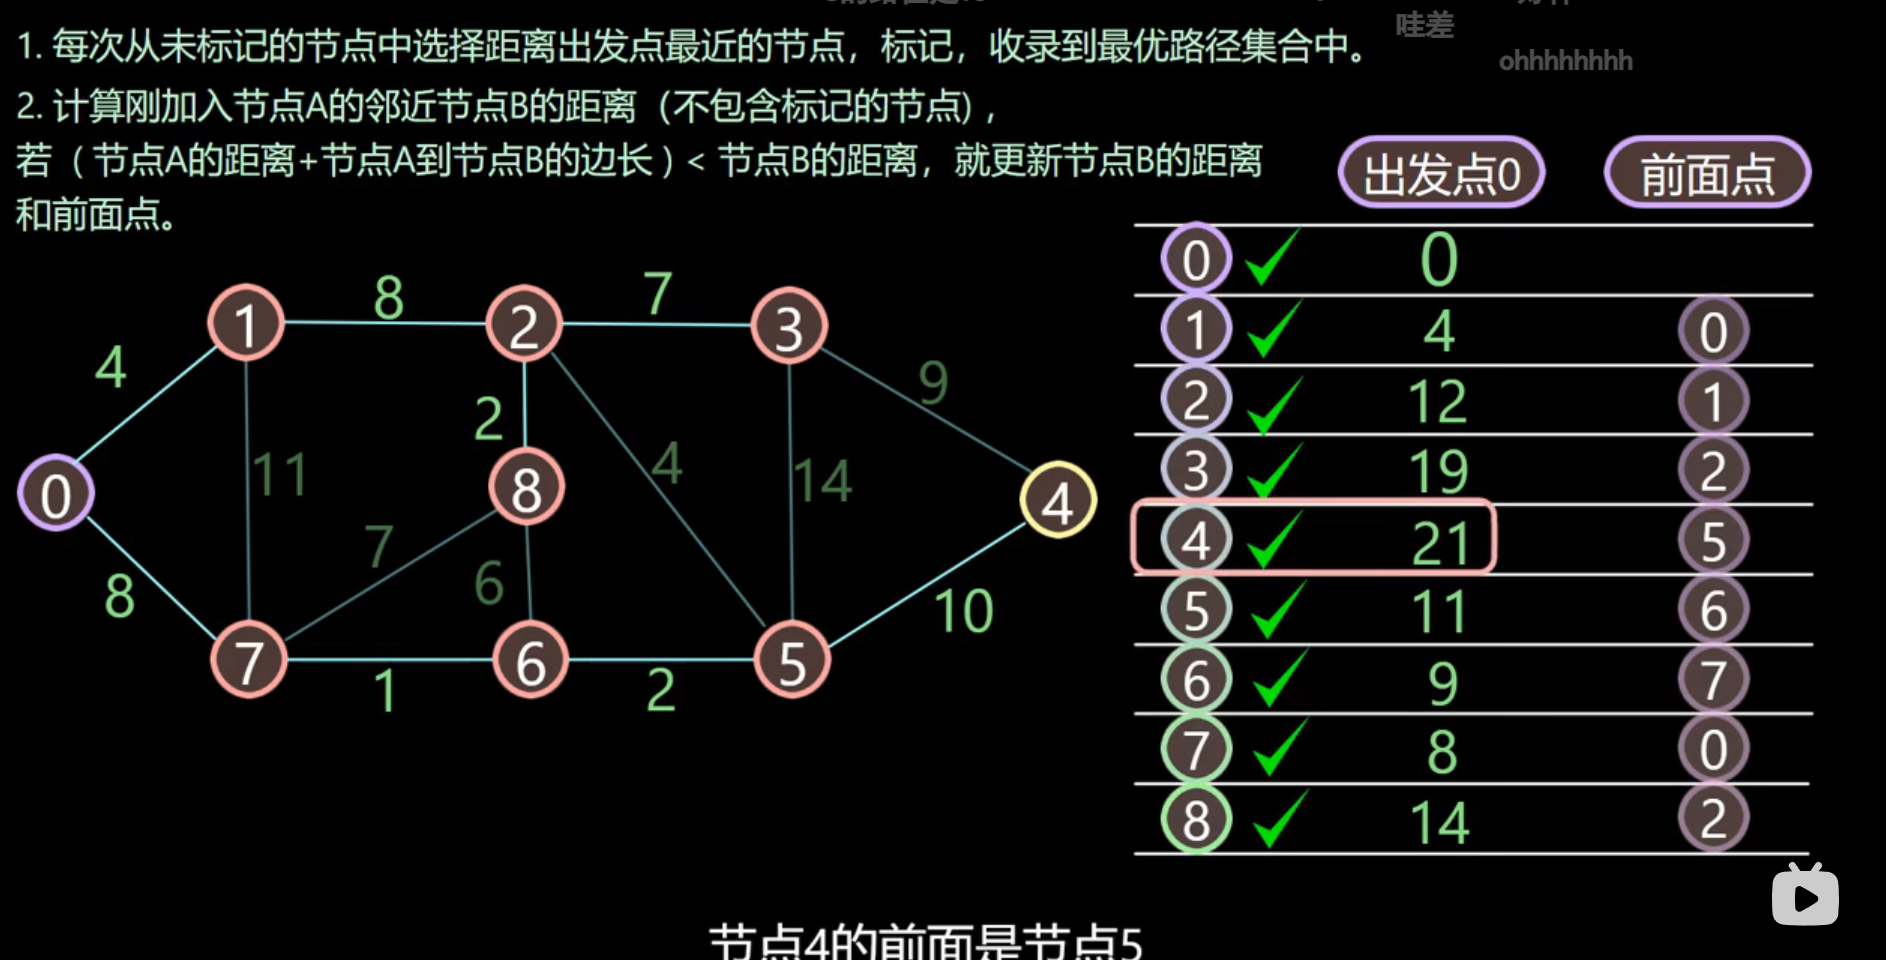 哇差
ohhhhhhhh
1. 每次从未标记的节点中选择距离出发点最近的节点，标记，收录到最优路径集合中。
2. 计算刚加入节点A的邻近节点B的距离（不包含标记的节点），
若（节点A的距离+节点A到节点B的边长）< 节点B的距离，就更新节点B的距离
和前面点。
出发点0 前面点
0 0
1 4 0
2 12 1
3 19 2
4 21 5
5 11 6
6 9 7
7 8 0
8 14 2
8 7
1 2 3
4 9
2
11 4 14
0 8 4
7 6
8 10
7 6 5
1 2
节点4的前面是节点5